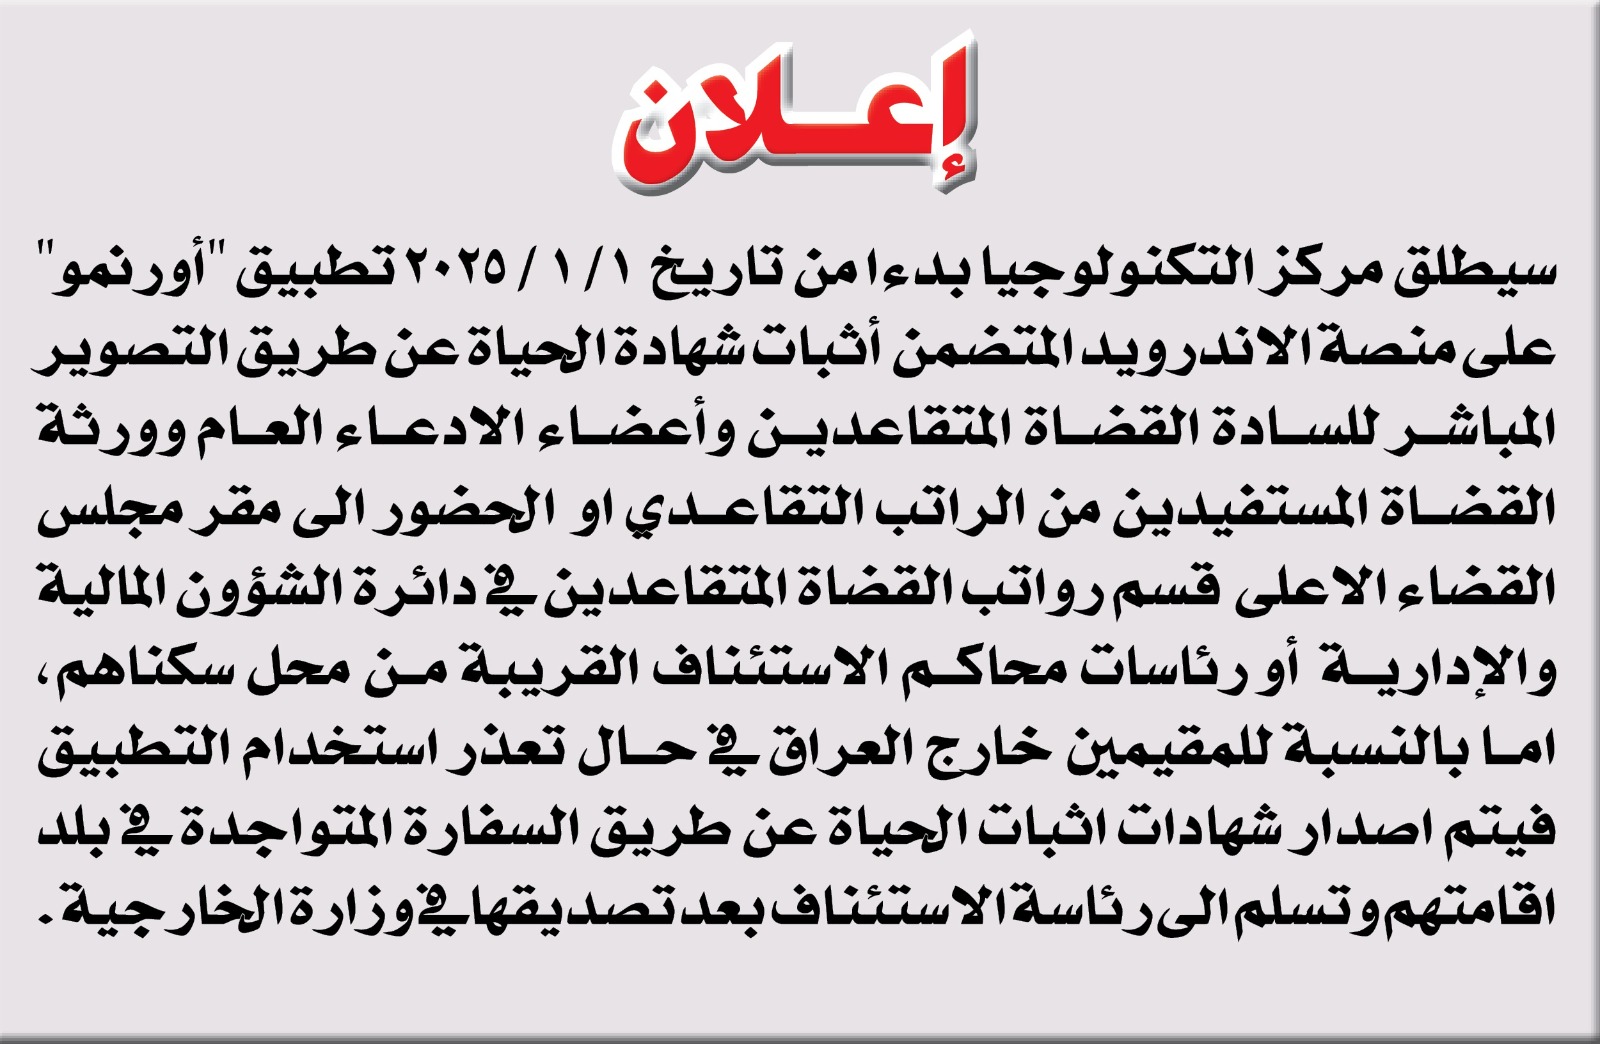 إعلان
سيطلق مركز التكنولوجيا بدءا من تاريخ ٢٠٢٥/١/١ تطبيق "أورنمو"
على منصة الاندرويد المتضمن أثبات شهادة الحياة عن طريق التصوير
المباشر للسادة القضاة المتقاعدين وأعضاء الادعاء العام وورثة
القضاة المستفيدين من الراتب التقاعدي او الحضور الى مقر مجلس
القضاء الاعلى قسم رواتب القضاة المتقاعدين في دائرة الشؤون المالية
والإدارية أو رئاسات محاكم الاستئناف القريبة من محل سكناهم،
اما بالنسبة للمقيمين خارج العراق في حال تعذر استخدام التطبيق
فيتم اصدار شهادات اثبات الحياة عن طريق السفارة المتواجدة في بلد
اقامتهم وتسلم الى رئاسة الاستئناف بعد تصديقها في وزارة الخارجية.